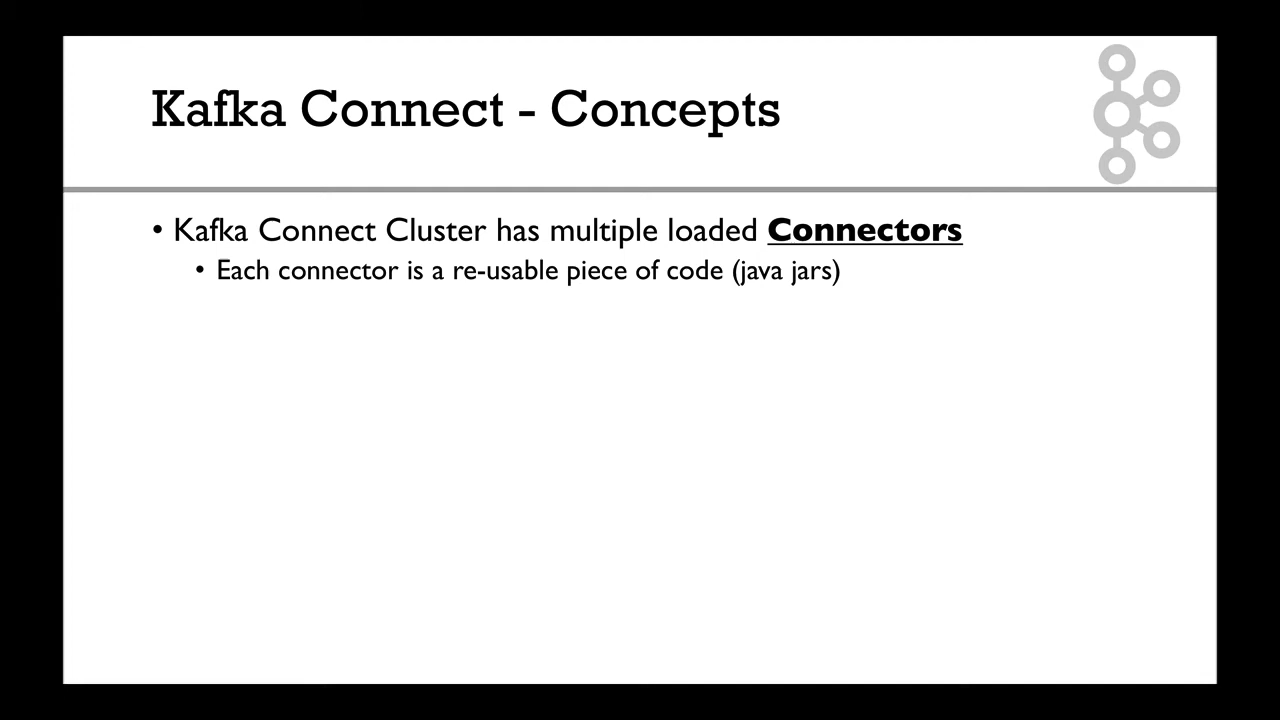 Kafka Connect - Concepts
• Kafka Connect Cluster has multiple loaded Connectors
• Each connector is a re-usable piece of code (java jars)